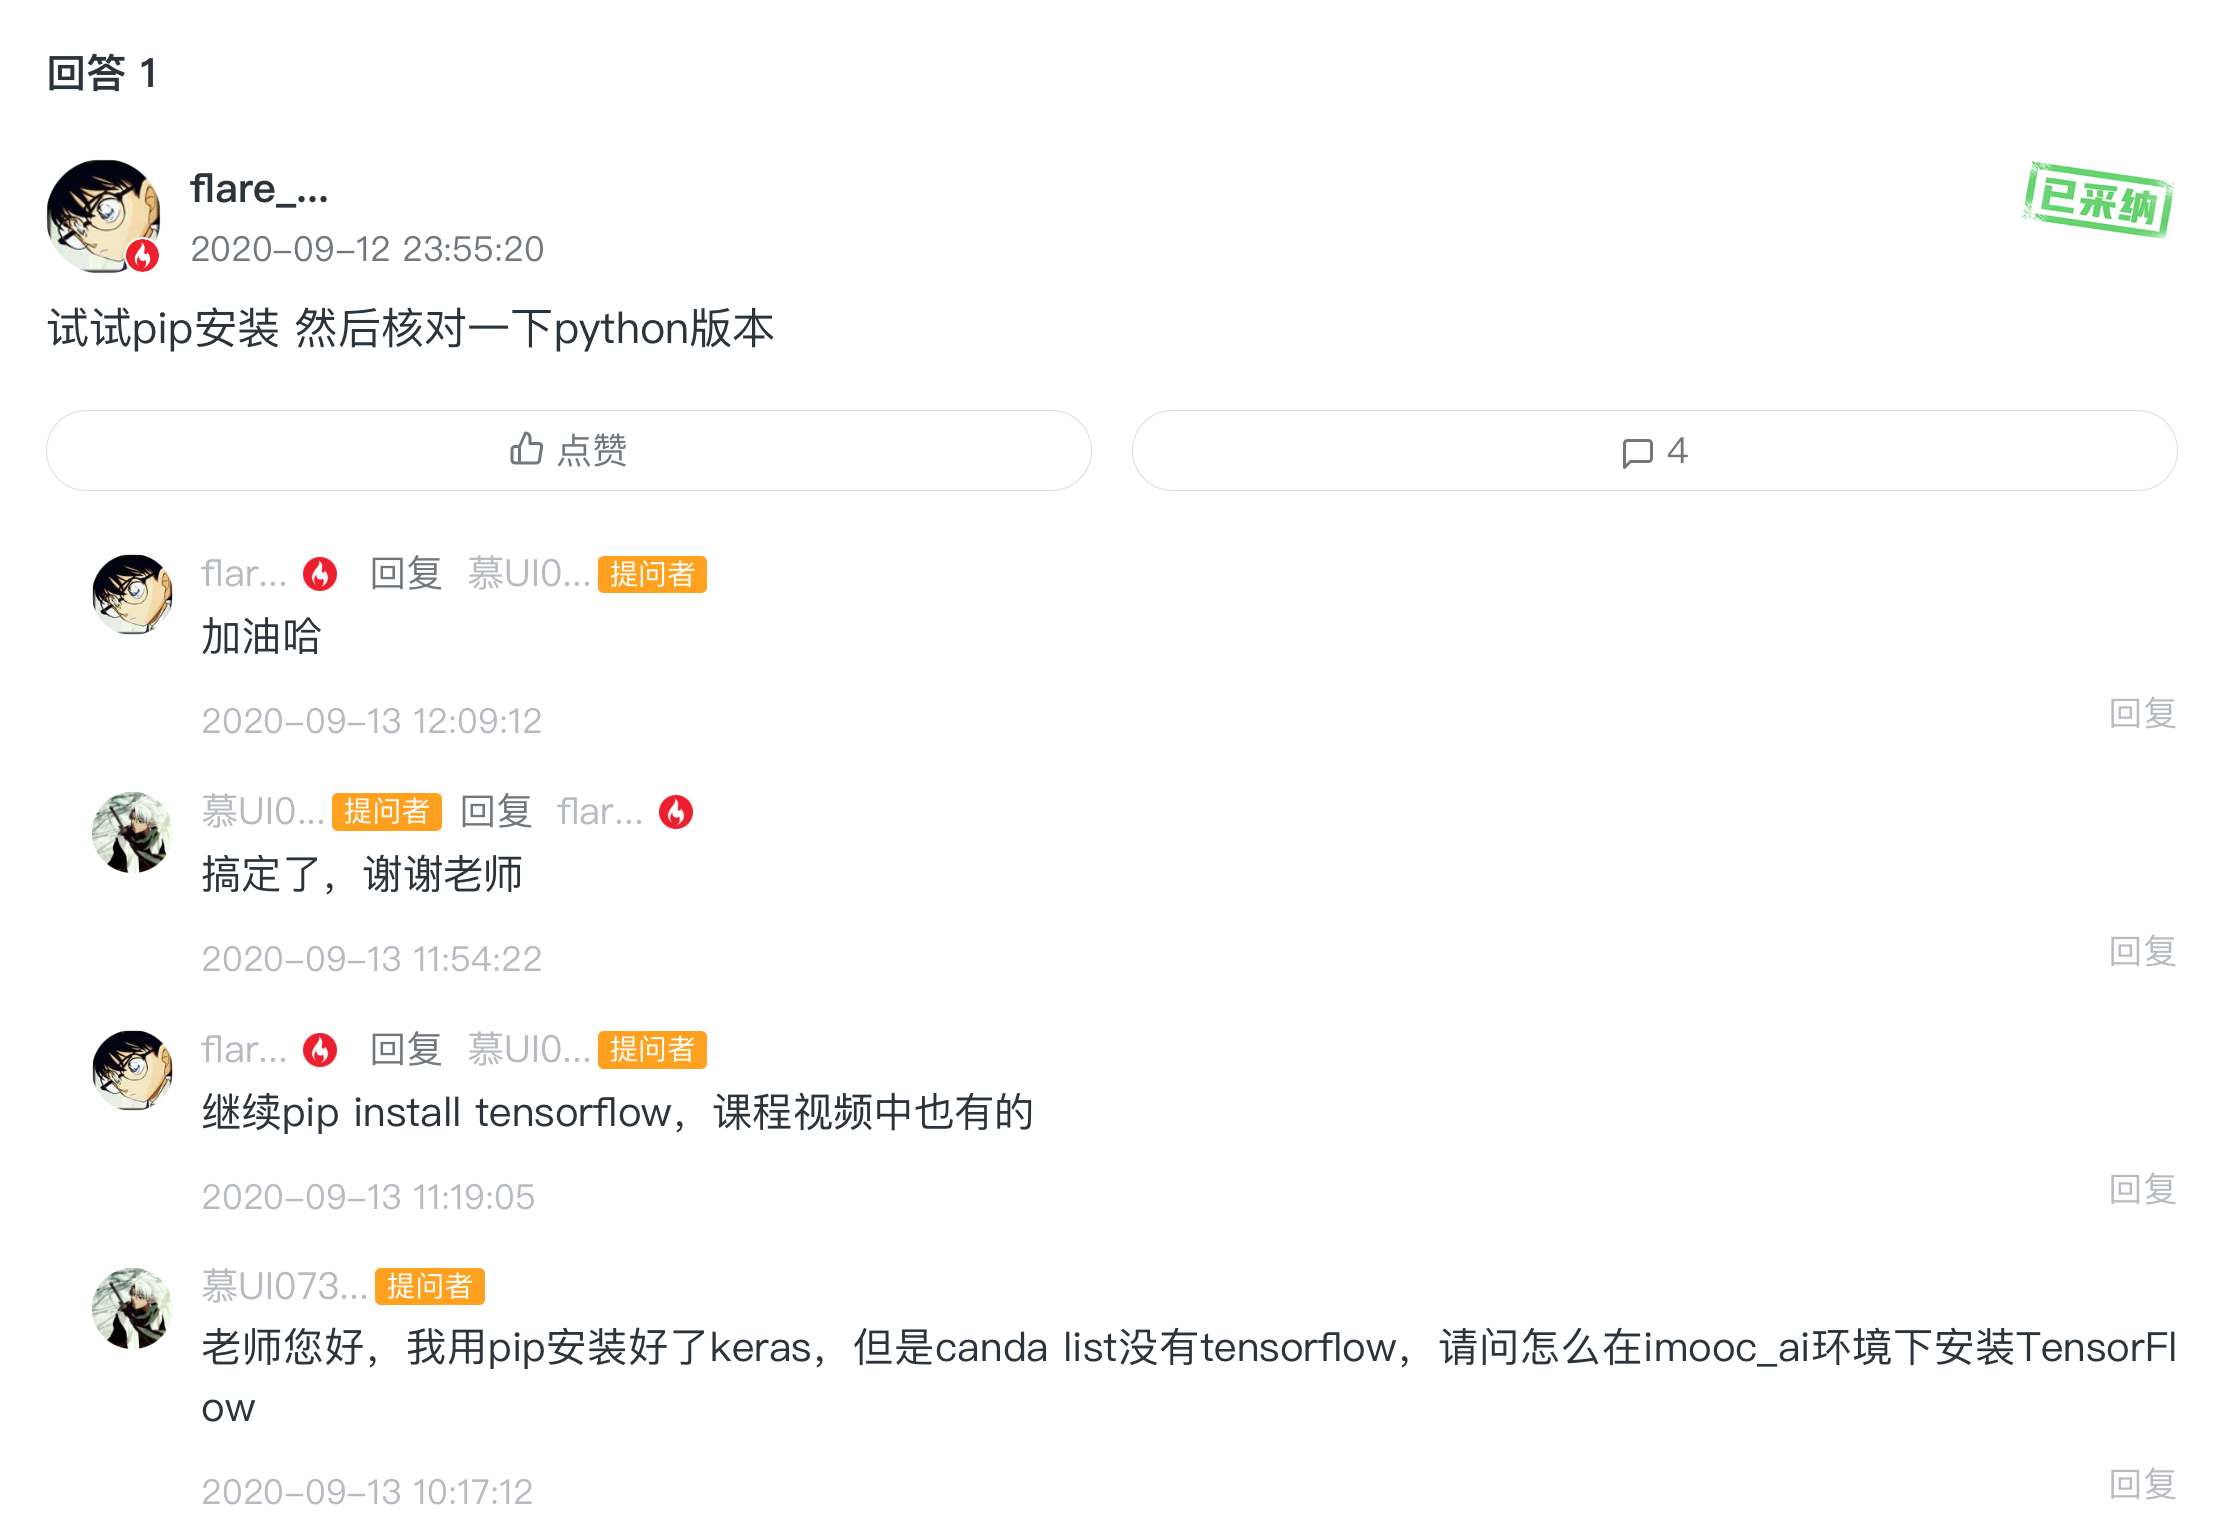 回答 1
flare_...
已采纳
2020-09-12 23:55:20
试试pip安装 然后核对一下python版本
点赞
4
flar... 回复 慕UI0... 提问者
加油哈
2020-09-13 12:09:12
回复
慕UI0... 提问者 回复 flar...
搞定了，谢谢老师
2020-09-13 11:54:22
回复
flar... 回复 慕UI0... 提问者
继续pip install tensorflow，课程视频中也有的
2020-09-13 11:19:05
回复
慕UI073... 提问者
老师您好，我用pip安装好了keras，但是canda list没有tensorflow，请问怎么在imooc_ai环境下安装TensorFl
ow
2020-09-13 10:17:12
回复